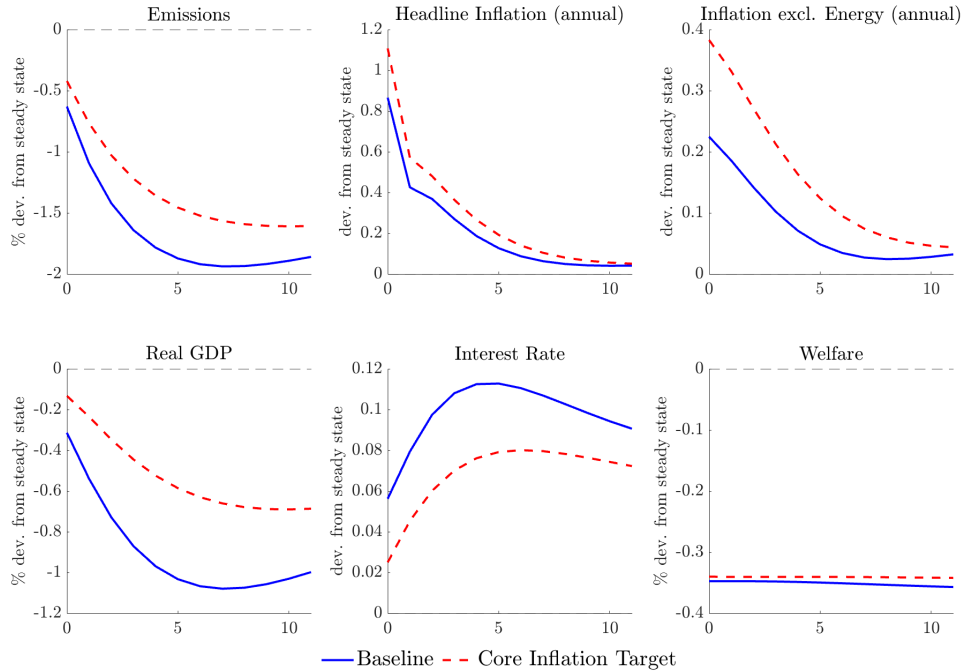 Emissions
% dev. from steady state
0
-0.5
-1
-1.5
-2
0 5 10
Headline Inflation (annual)
dev. from steady state
1.2
1
0.8
0.6
0.4
0.2
0
0 5 10
Inflation excl. Energy (annual)
dev. from steady state
0.4
0.3
0.2
0.1
0
0 5 10
Real GDP
% dev. from steady state
0
-0.2
-0.4
-0.6
-0.8
-1
-1.2
0 5 10
Interest Rate
dev. from steady state
0.12
0.1
0.08
0.06
0.04
0.02
0
0 5 10
Welfare
% dev. from steady state
0
-0.1
-0.2
-0.3
-0.4
0 5 10
Baseline Core Inflation Target